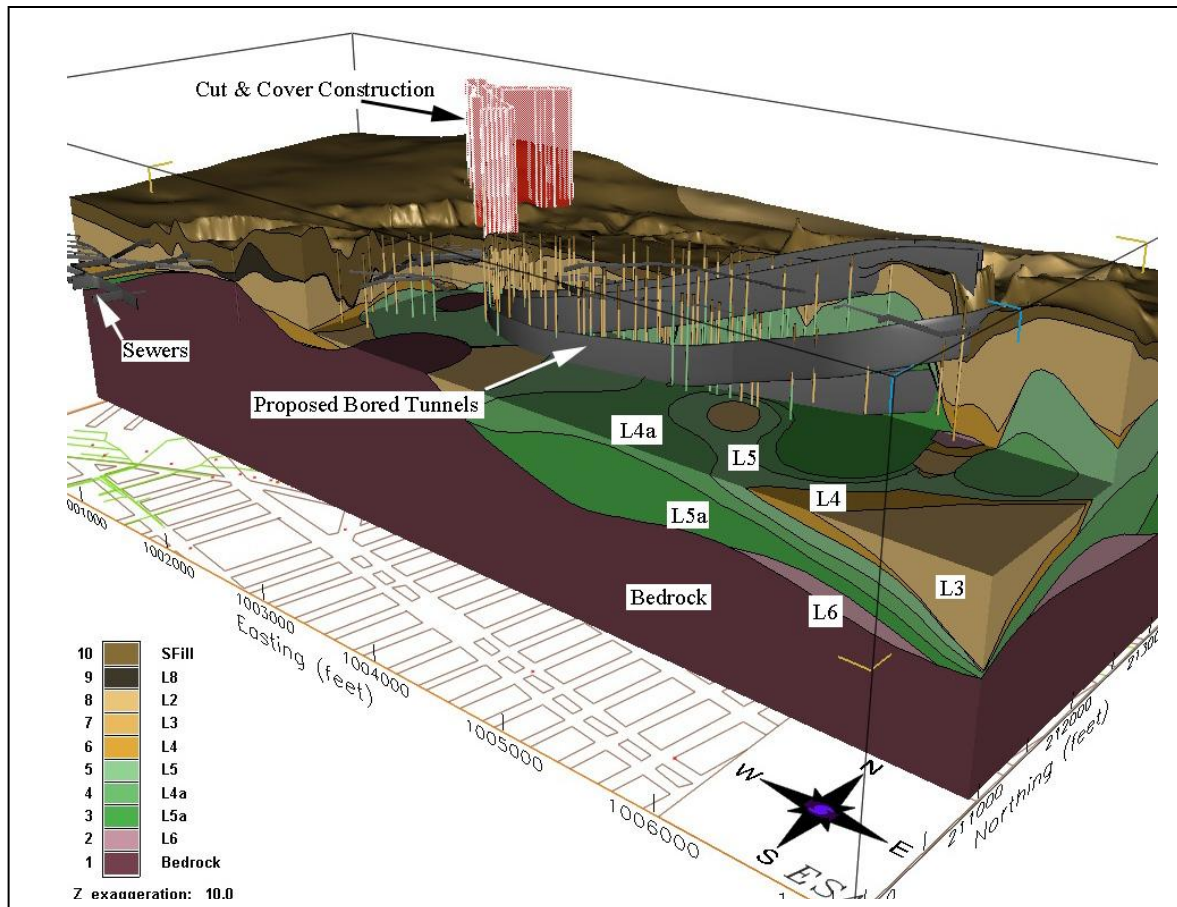 Cut & Cover Construction
Sewers
Proposed Bored Tunnels
L4a
L5
L4
L5a
L3
Bedrock
L6
1002000
1003000
1004000
1005000
1006000
Easting (feet)
211000
212000
Northing (feet)
N
W
E
S
10 SFill
9 L8
8 L2
7 L3
6 L4
5 L5
4 L4a
3 L5a
2 L6
1 Bedrock
Z exaggeration: 10.0